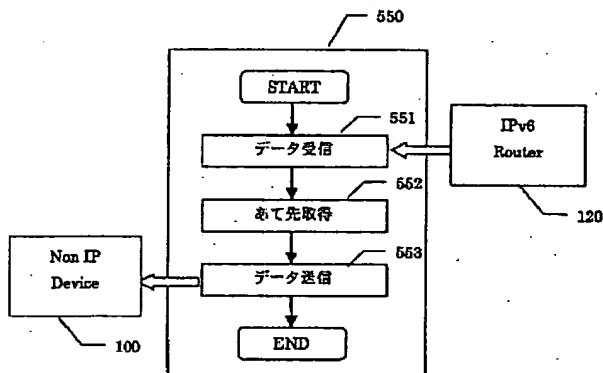 550
START
551
データ受信
IPv6
Router
120
552
あて先取得
553
データ送信
Non IP
Device
100
END